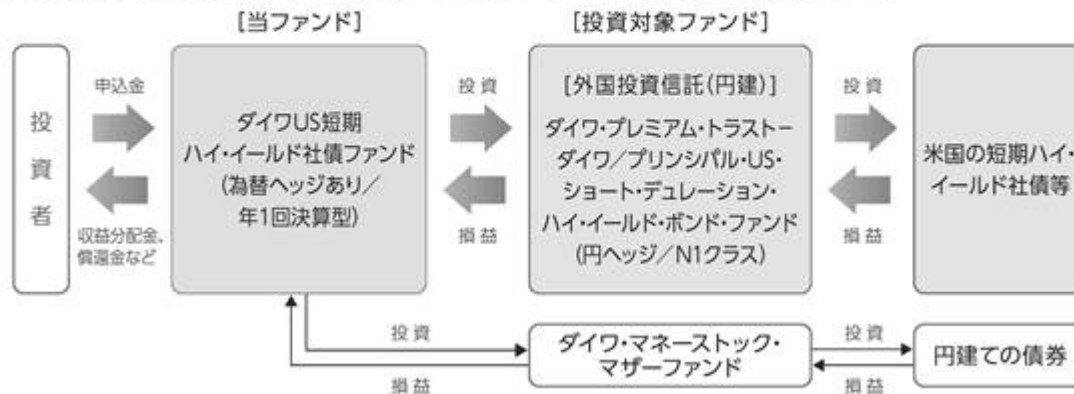 [当ファンド]
[投資対象ファンド]
投資者
申込金
収益分配金、
償還金など
ダイワUS短期
ハイ・イールド社債ファンド
(為替ヘッジあり/
年1回決算型)
投資
損益
[外国投資信託(円建)]
ダイワ・プレミアム・トラスト－
ダイワ/プリンシパル・US・
ショート・デュレーション・
ハイ・イールド・ボンド・ファンド
(円ヘッジ/N1クラス)
投資
損益
米国の短期ハイ・
イールド社債等
投資
損益
ダイワ・マネーストック・
マザーファンド
投資
損益
円建ての債券